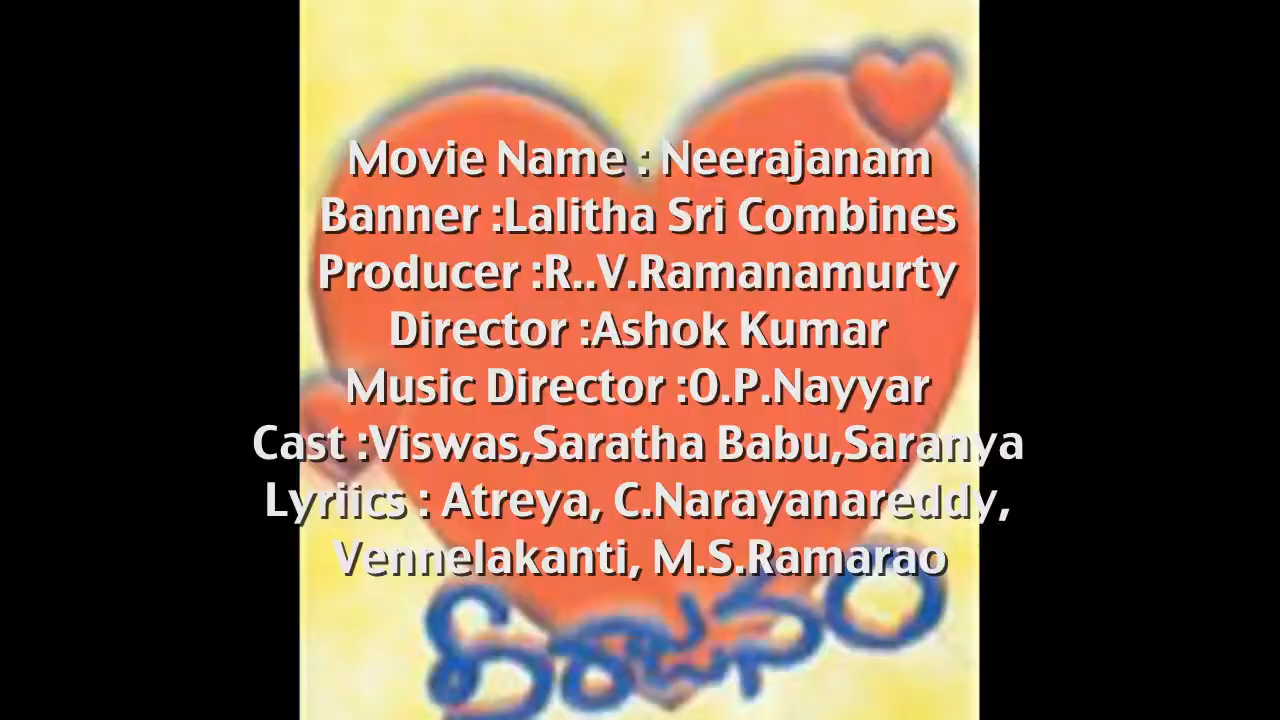 Movie Name : Neerajanam
Banner :Lalitha Sri Combines
Producer :R..V.Ramanamurty
Director :Ashok Kumar
Music Director :O.P.Nayyar
Cast :Viswas,Saratha Babu,Saranya
Lyriics : Atreya, C.Narayanareddy,
Vennelakanti, M.S.Ramarao
నీరాజనం